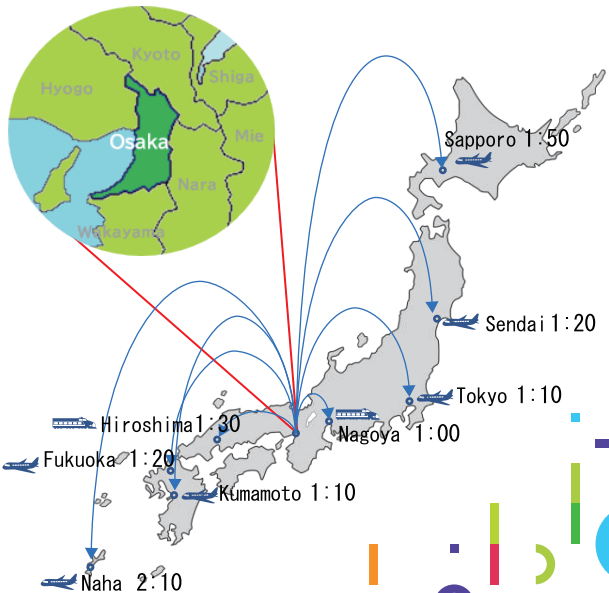 Kyoto
Shiga
Hyogo
Osaka
Mie
Nara
Wakayama
Sapporo 1:50
Sendai 1:20
Tokyo 1:10
Hiroshima 1:30
Nagoya 1:00
Fukuoka 1:20
Kumamoto 1:10
Naha 2:10